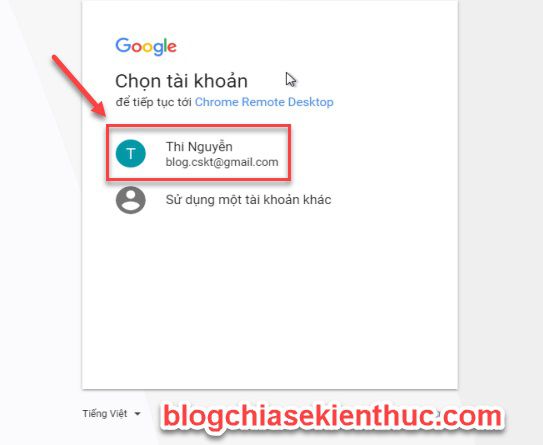 Google
Chọn tài khoản
để tiếp tục tới Chrome Remote Desktop
T
Thi Nguyễn
blog.cskt@gmail.com
Sử dụng một tài khoản khác
Tiếng Việt
blogchiasekienthuc.com